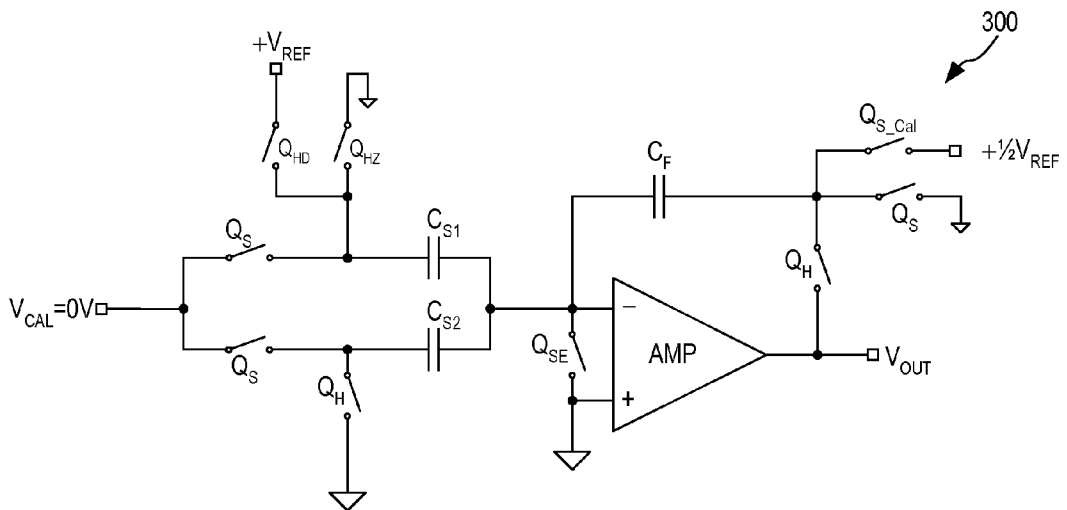 300
+V_REF
Q_S_Cal
Q_HD
Q_HZ
C_F
+½V_REF
Q_S
C_S1
Q_S
Q_H
V_CAL=0V
C_S2
−
Q_SE
AMP
V_OUT
Q_S
Q_H
+